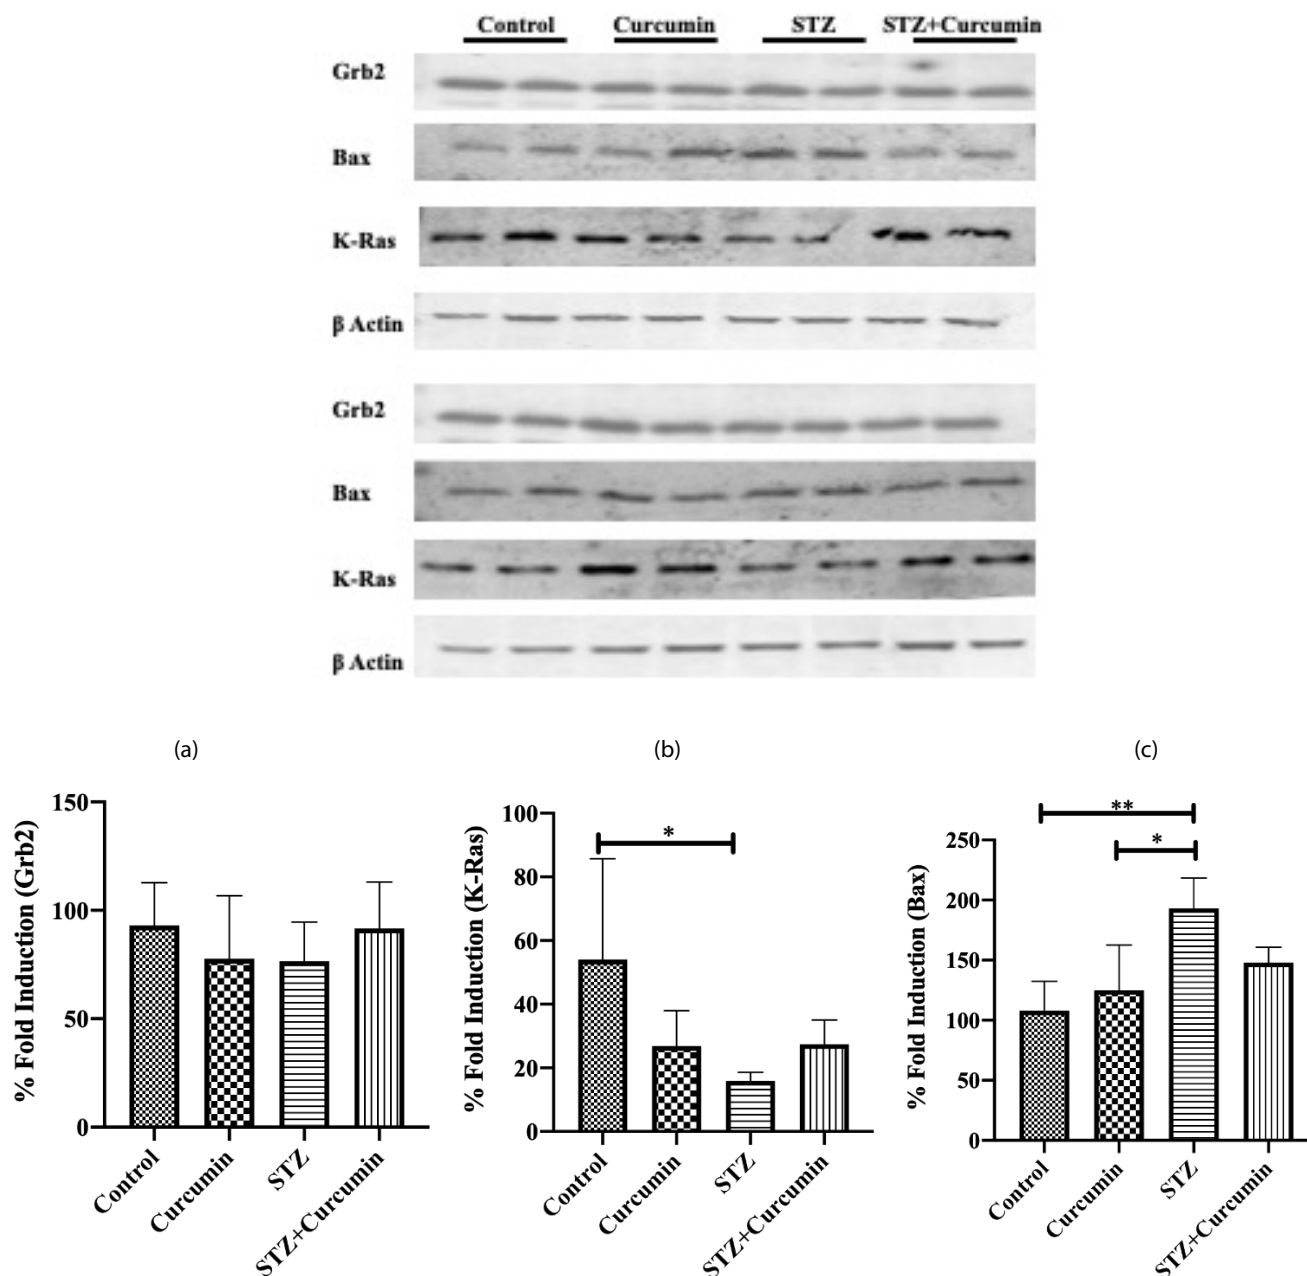 Control Curcumin STZ STZ+Curcumin
Grb2
Bax
K-Ras
β Actin
Grb2
Bax
K-Ras
β Actin
(a) (b) (c)
% Fold Induction (Grb2)
150
100
50
0
Control
Curcumin
STZ
STZ+Curcumin
% Fold Induction (K-Ras)
100
80
60
40
20
0
*
Control
Curcumin
STZ
STZ+Curcumin
% Fold Induction (Bax)
250
200
150
100
50
0
**
*
Control
Curcumin
STZ
STZ+Curcumin